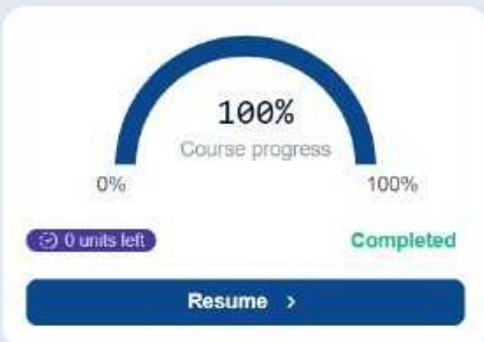 100%
Course progress
0% 100%
0 units left Completed
Resume >